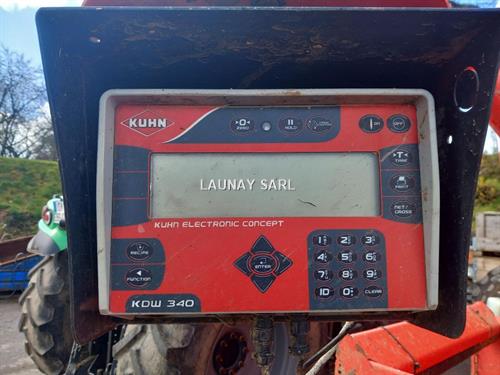 KUHN
ZERO
HOLD
ON
OFF
TARE
PRINT
NET/
GROSS
LAUNAY SARL
KUHN ELECTRONIC CONCEPT
RECIPE
FUNCTION
ENTER
1 2 3
4 5 6
7 8 9
ID 0 CLEAR
KDW 340